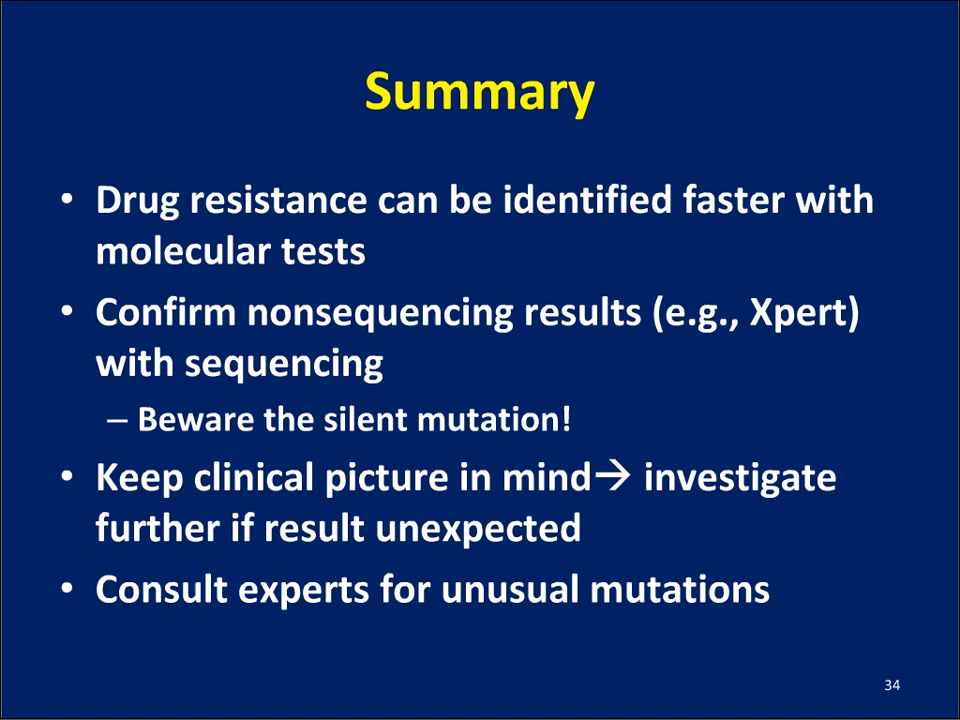 Summary
• Drug resistance can be identified faster with
molecular tests
• Confirm nonsequencing results (e.g., Xpert)
with sequencing
– Beware the silent mutation!
• Keep clinical picture in mind→ investigate
further if result unexpected
• Consult experts for unusual mutations
34